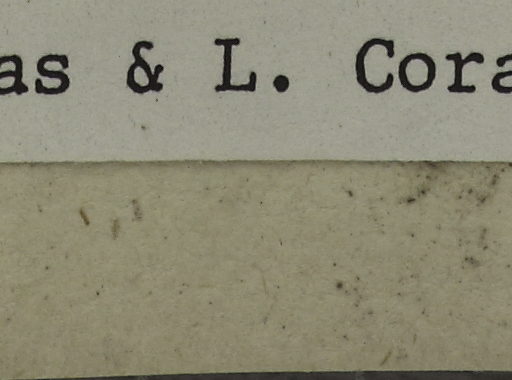 as & L. Cora